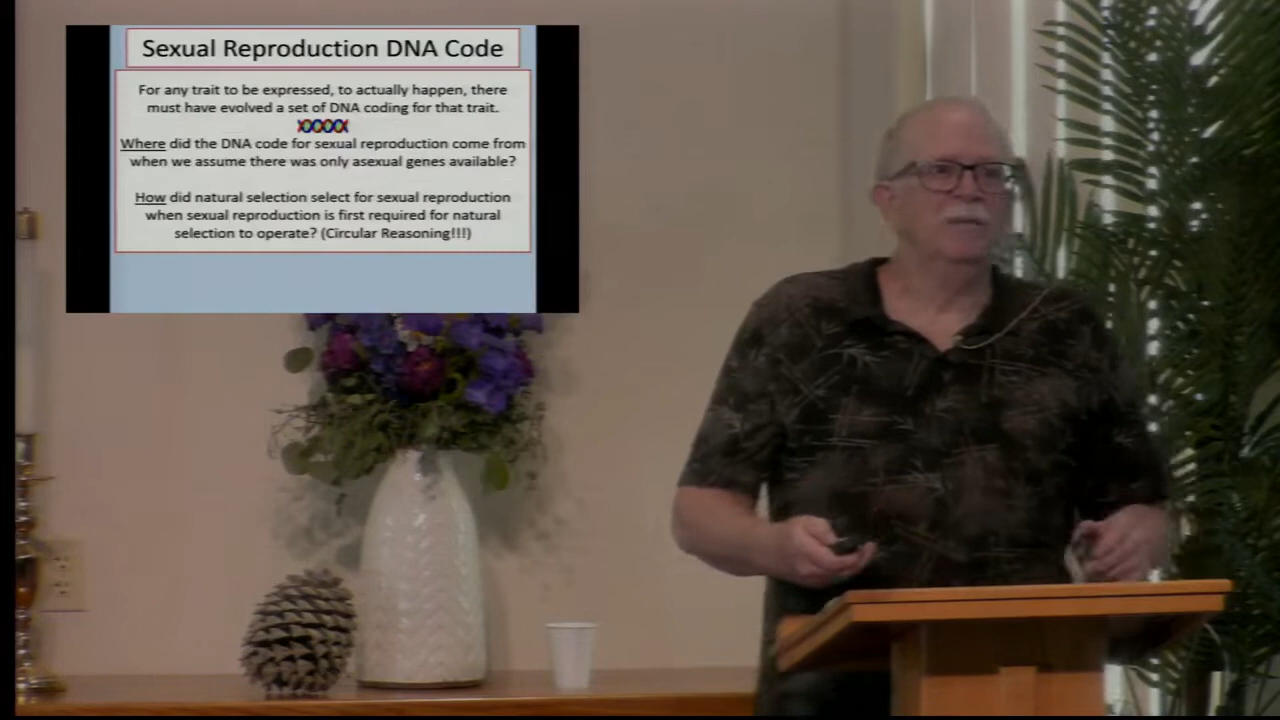 Sexual Reproduction DNA Code
For any trait to be expressed, to actually happen, there
must have evolved a set of DNA coding for that trait.
Where did the DNA code for sexual reproduction come from
when we assume there was only asexual genes available?
How did natural selection select for sexual reproduction
when sexual reproduction is first required for natural
selection to operate? (Circular Reasoning!!!)